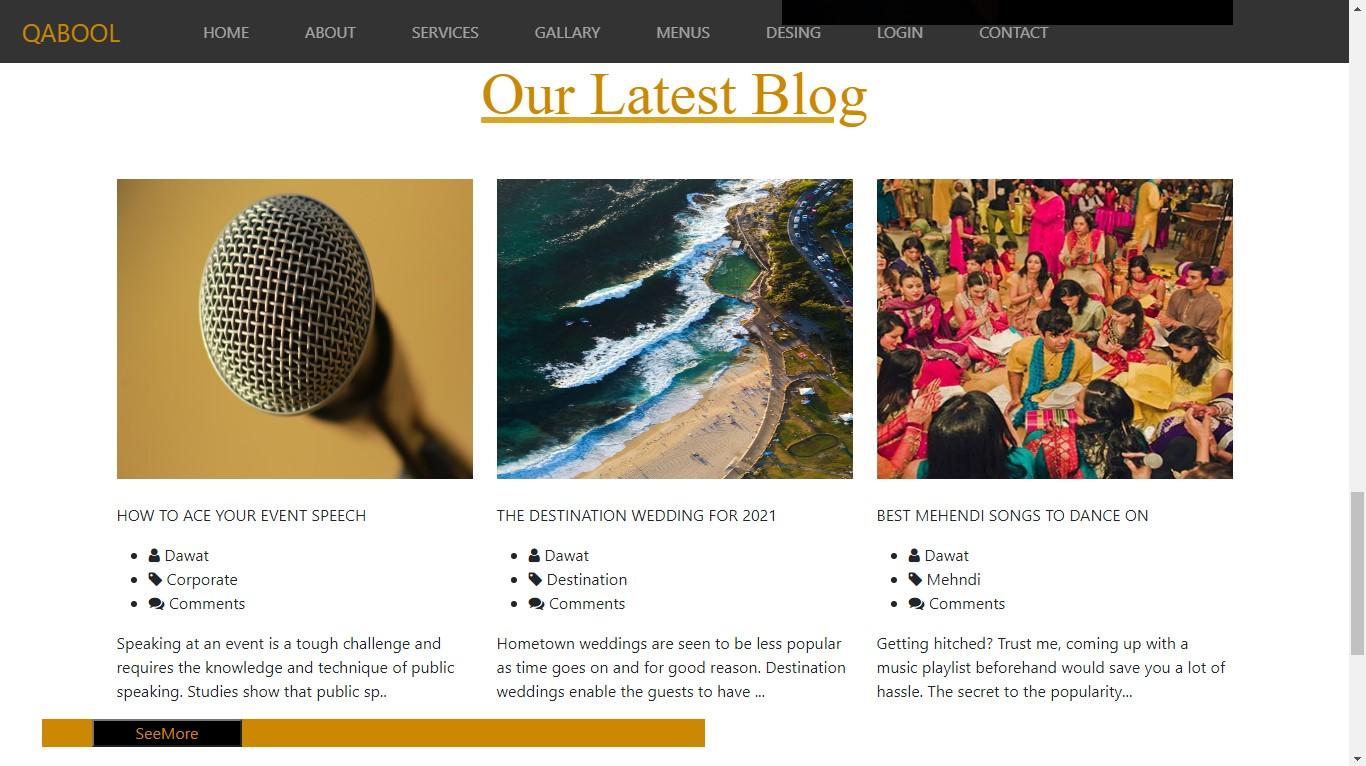 QABOOL HOME ABOUT SERVICES GALLARY MENUS DESING LOGIN CONTACT
Our Latest Blog
HOW TO ACE YOUR EVENT SPEECH
Dawat
Corporate
Comments
Speaking at an event is a tough challenge and
requires the knowledge and technique of public
speaking. Studies show that public sp..
THE DESTINATION WEDDING FOR 2021
Dawat
Destination
Comments
Hometown weddings are seen to be less popular
as time goes on and for good reason. Destination
weddings enable the guests to have ...
BEST MEHENDI SONGS TO DANCE ON
Dawat
Mehndi
Comments
Getting hitched? Trust me, coming up with a
music playlist beforehand would save you a lot of
hassle. The secret to the popularity...
SeeMore